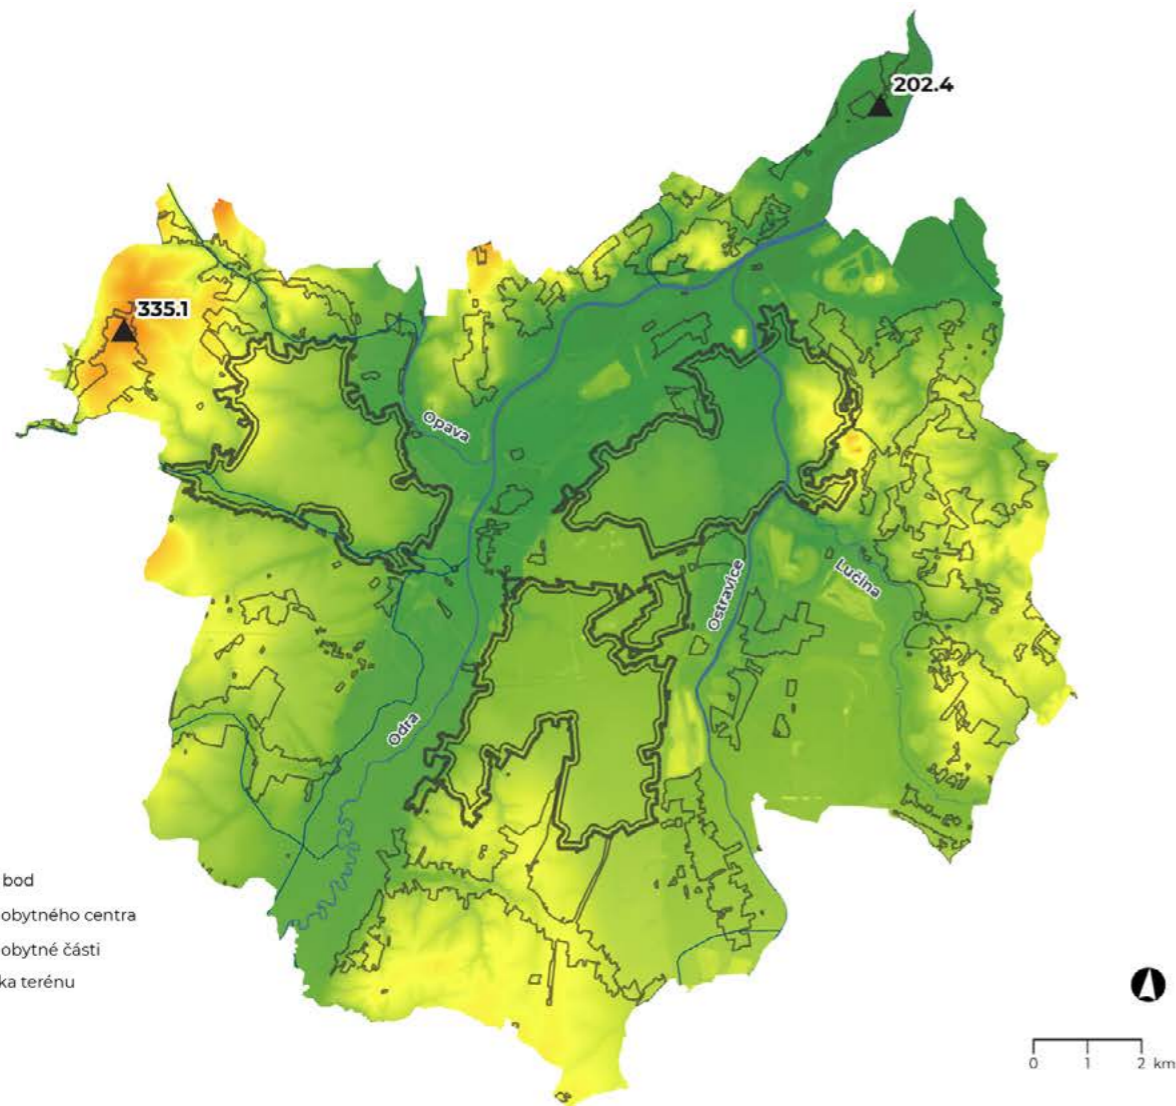 202.4
335.1
Opava
Lučina
Ostravice
Odra
bod
obytného centra
obytné části
ka terénu
0 1 2 km